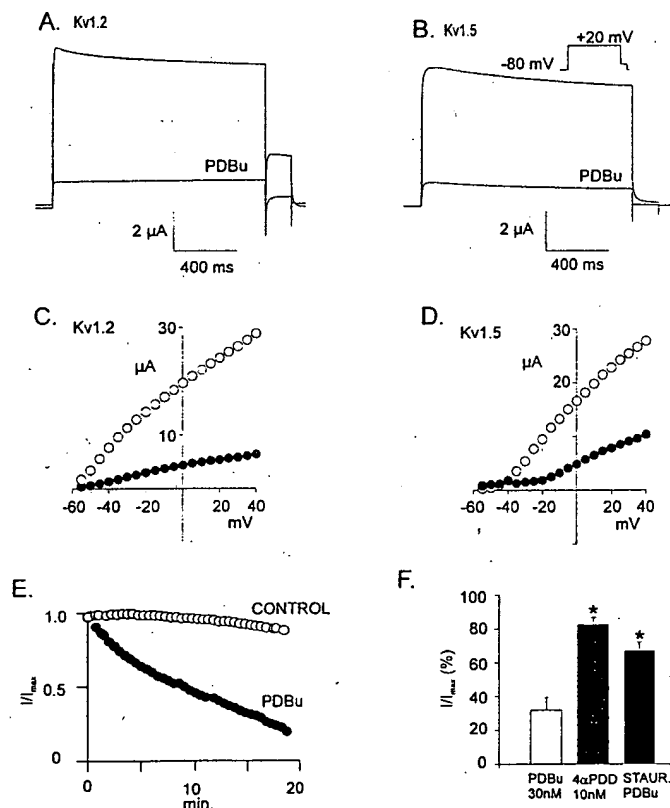 A. Kv1.2
PDBu
2 µA
400 ms
B. Kv1.5
+20 mV
-80 mV
PDBu
2 µA
400 ms
C. Kv1.2
30
µA
10
-60 -40 -20 20 40
mV
D. Kv1.5
30
µA
20
10
-60 -40 -20 20 40
mV
E.
1.0
CONTROL
I/Imax
0.5
PDBu
0
0 10 20
min.
F.
100
80
60
40
20
0
I/Imax (%)
* *
PDBu 4αPDD STAUR.
30nM 10nM PDBu